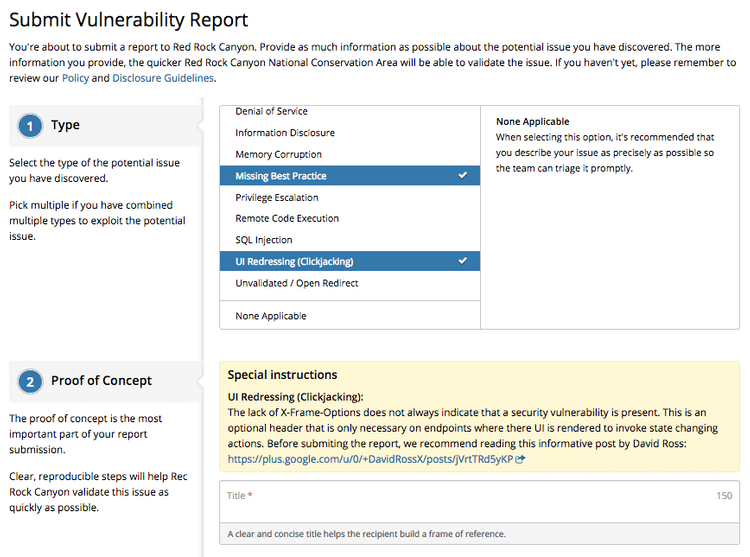 Submit Vulnerability Report
You're about to submit a report to Red Rock Canyon. Provide as much information as possible about the potential issue you have discovered. The more
information you provide, the quicker Red Rock Canyon National Conservation Area will be able to validate the issue. If you haven't yet, please remember to
review our Policy and Disclosure Guidelines.
1 Type
Select the type of the potential issue
you have discovered.
Pick multiple if you have combined
multiple types to exploit the potential
issue.
Denial of Service
Information Disclosure
Memory Corruption
Missing Best Practice
Privilege Escalation
Remote Code Execution
SQL Injection
UI Redressing (Clickjacking)
Unvalidated / Open Redirect
None Applicable
None Applicable
When selecting this option, it's recommended that
you describe your issue as precisely as possible so
the team can triage it promptly.
2 Proof of Concept
The proof of concept is the most
important part of your report
submission.
Clear, reproducible steps will help Rec
Rock Canyon validate this issue as
quickly as possible.
Special instructions
UI Redressing (Clickjacking):
The lack of X-Frame-Options does not always indicate that a security vulnerability is present. This is an
optional header that is only necessary on endpoints where there UI is rendered to invoke state changing
actions. Before submiting the report, we recommend reading this informative post by David Ross:
https://plus.google.com/u/0/+DavidRossX/posts/jVrtTRd5yKP
Title * 150
A clear and concise title helps the recipient build a frame of reference.